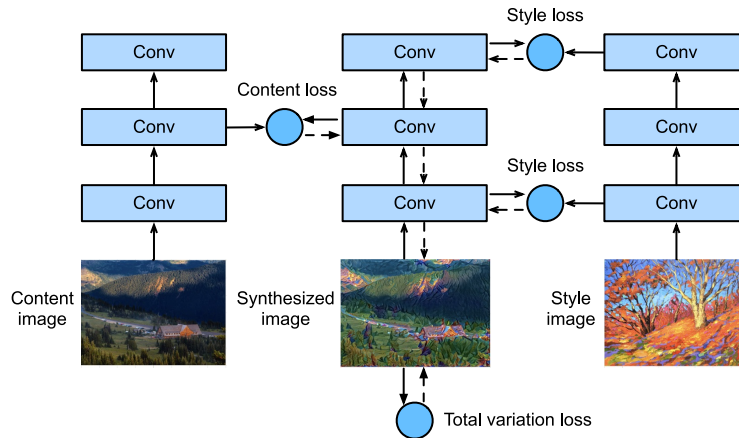 Style loss
Conv
Conv
Conv
Content loss
Conv
Conv
Conv
Style loss
Conv
Conv
Conv
Content
image
Synthesized
image
Style
image
Total variation loss